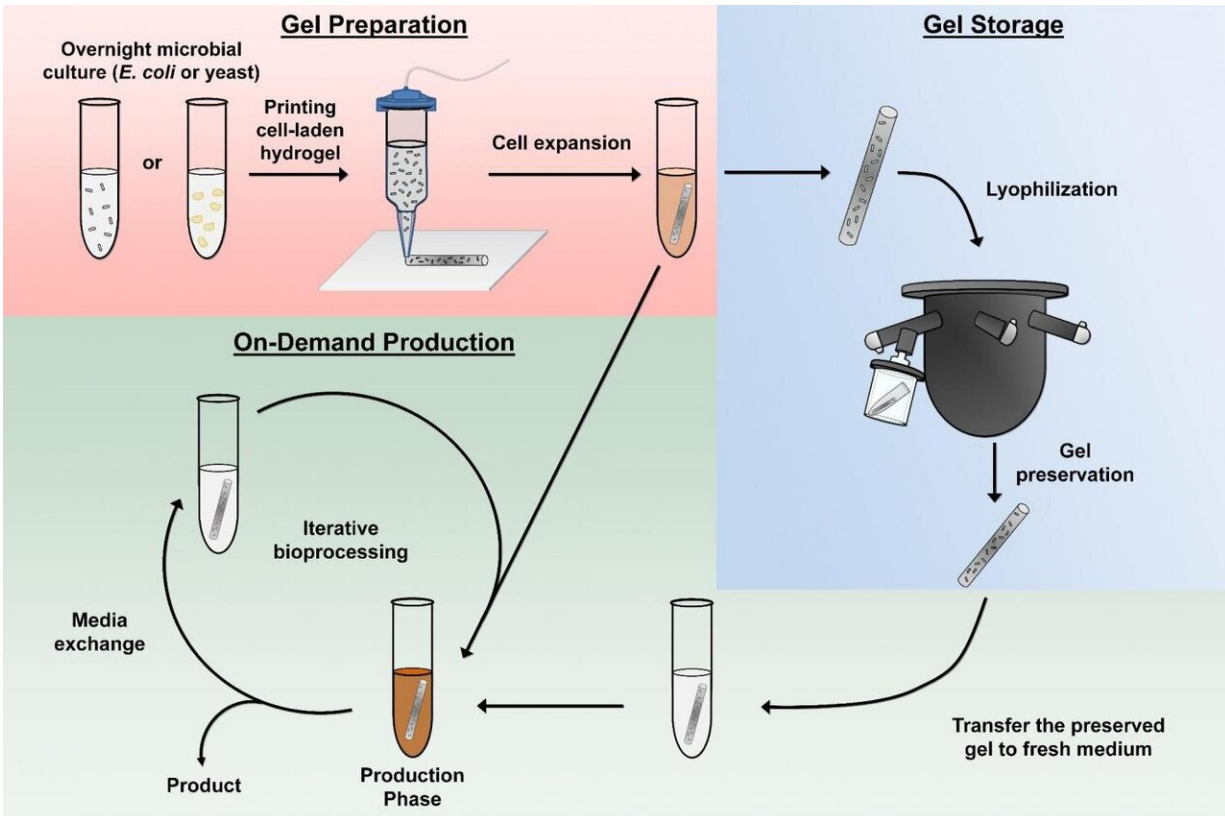 Gel Preparation
Overnight microbial
culture (E. coli or yeast)
or
Printing
cell-laden
hydrogel
Cell expansion
Gel Storage
Lyophilization
Gel
preservation
On-Demand Production
Iterative
bioprocessing
Media
exchange
Product
Production
Phase
Transfer the preserved
gel to fresh medium